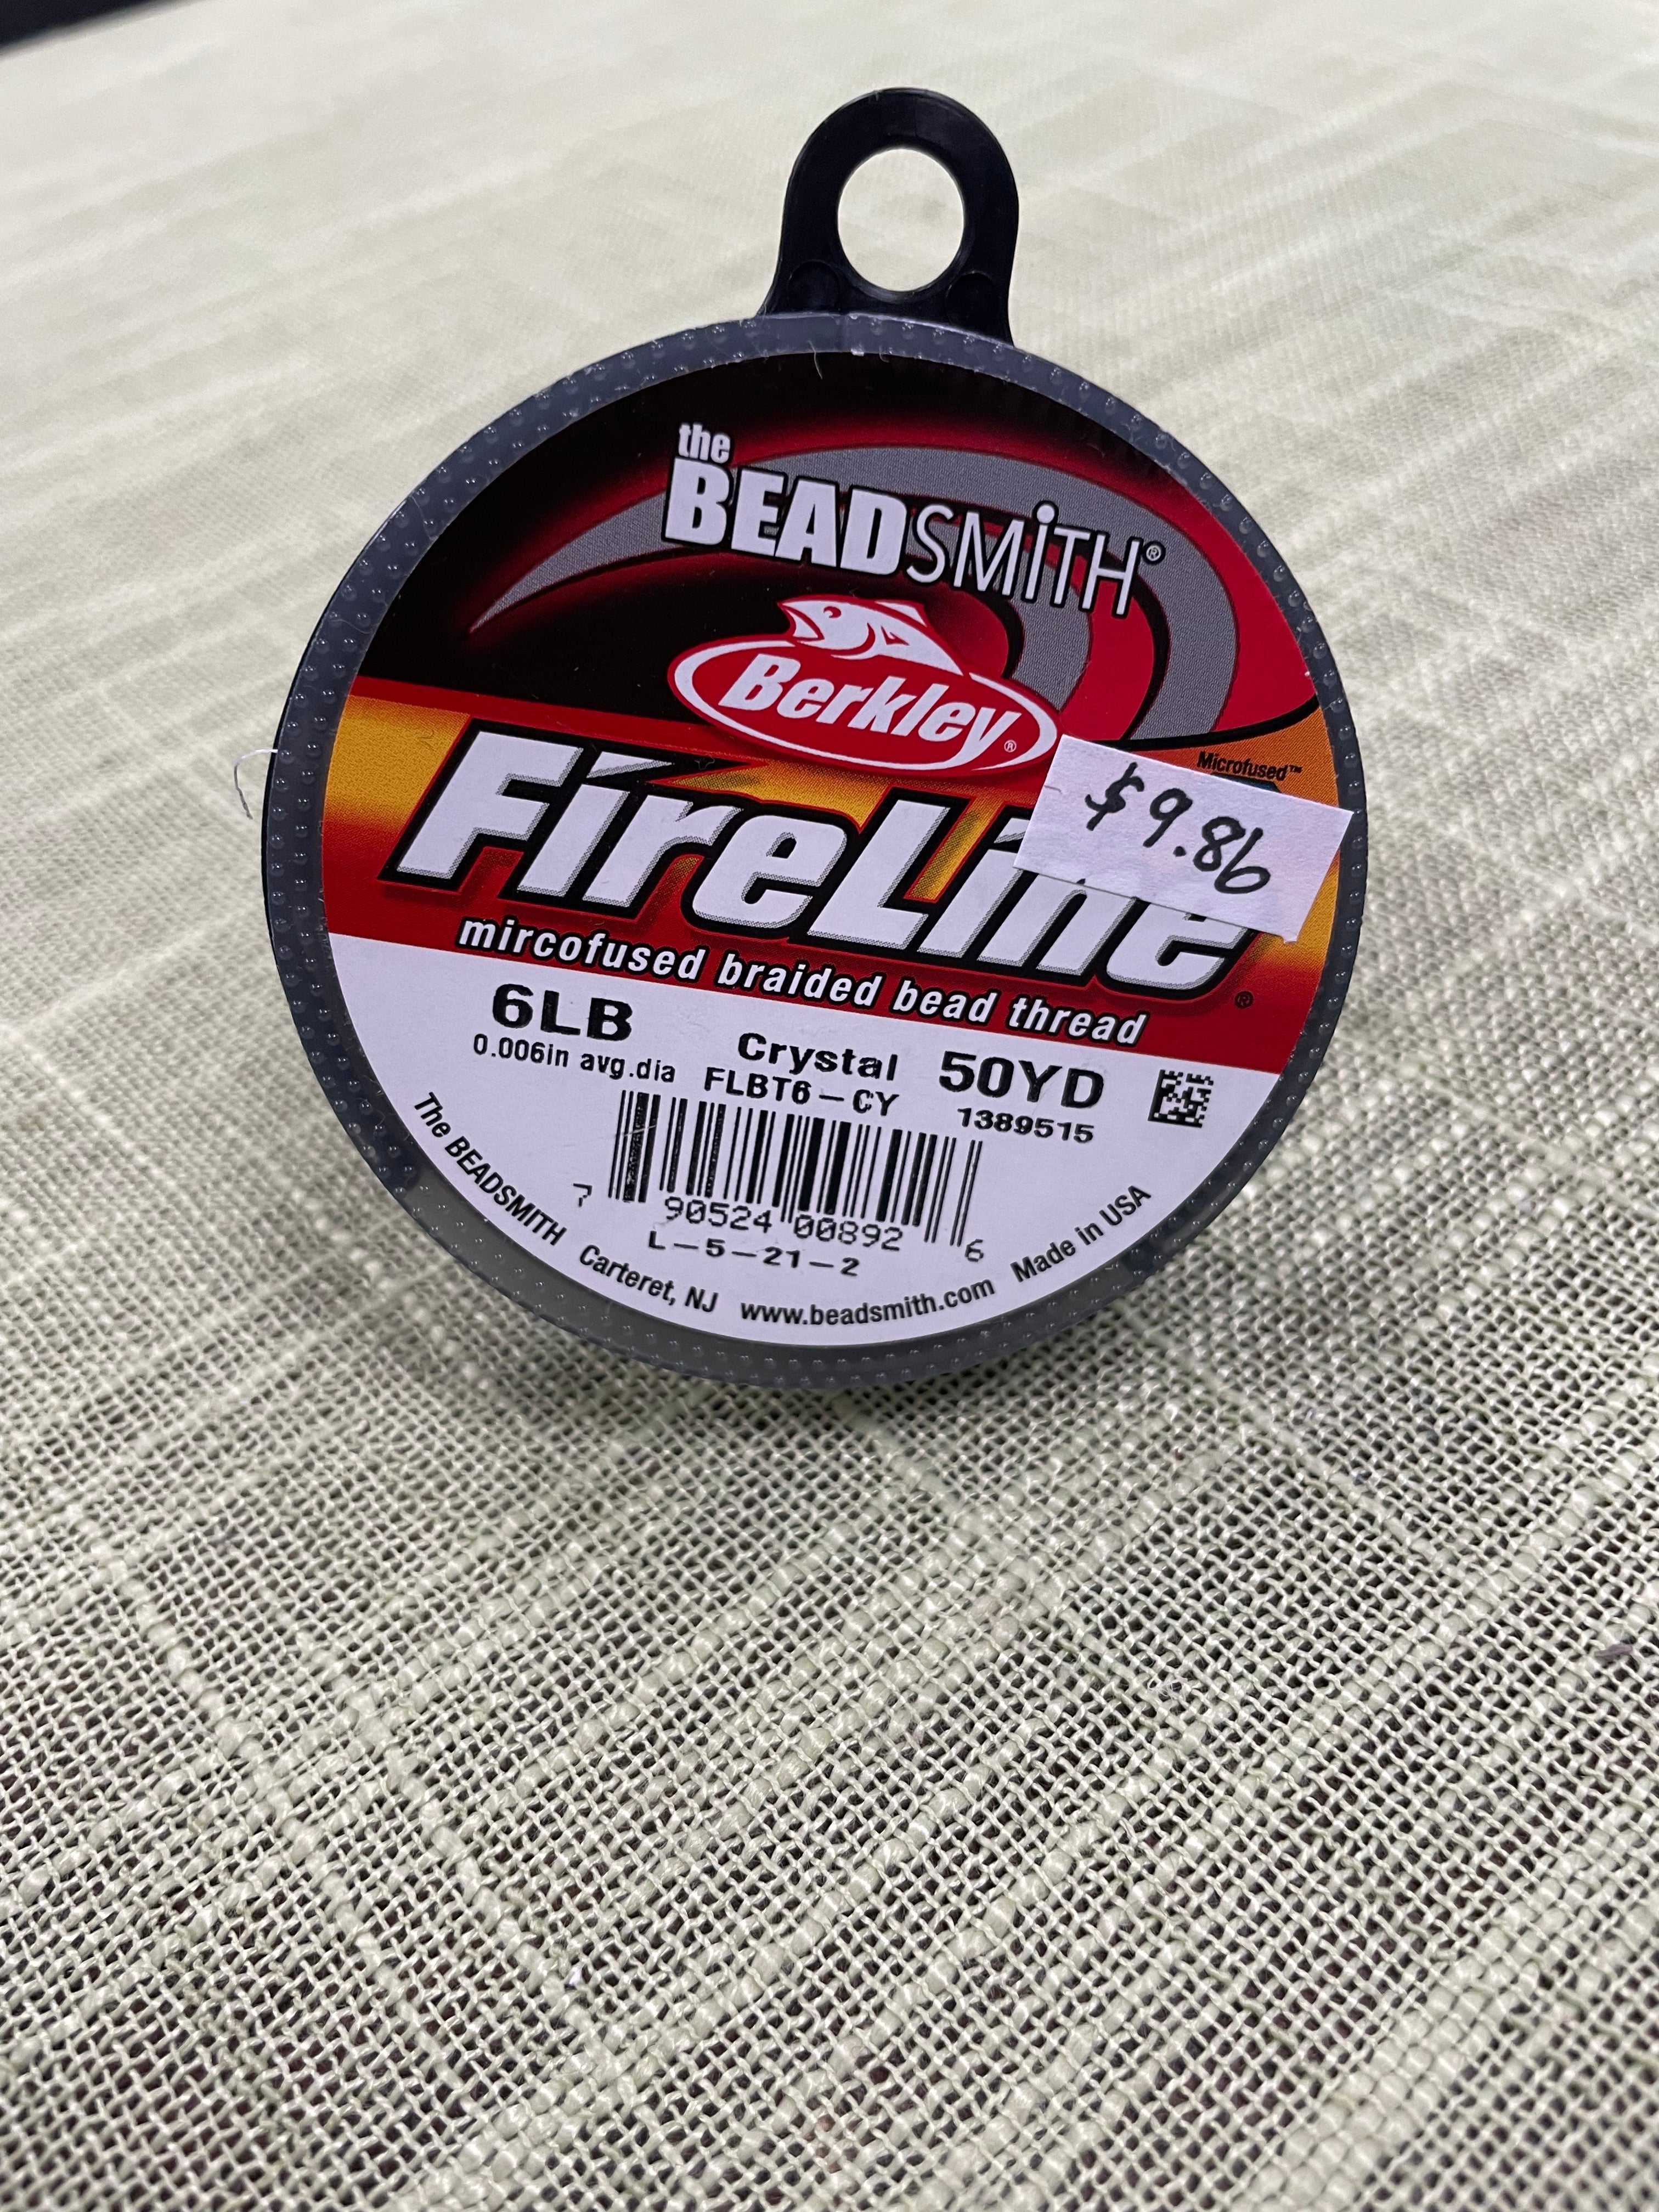 the
BEADSMITH®
Berkley®
Microfused™
$9.86
FireLine®
mircofused braided bead thread
6LB Crystal 50YD
0.006in avg.dia FLBT6-CY 1389515
7 90524 00892 6
L-5-21-2
The BEADSMITH Carteret, NJ www.beadsmith.com Made in USA